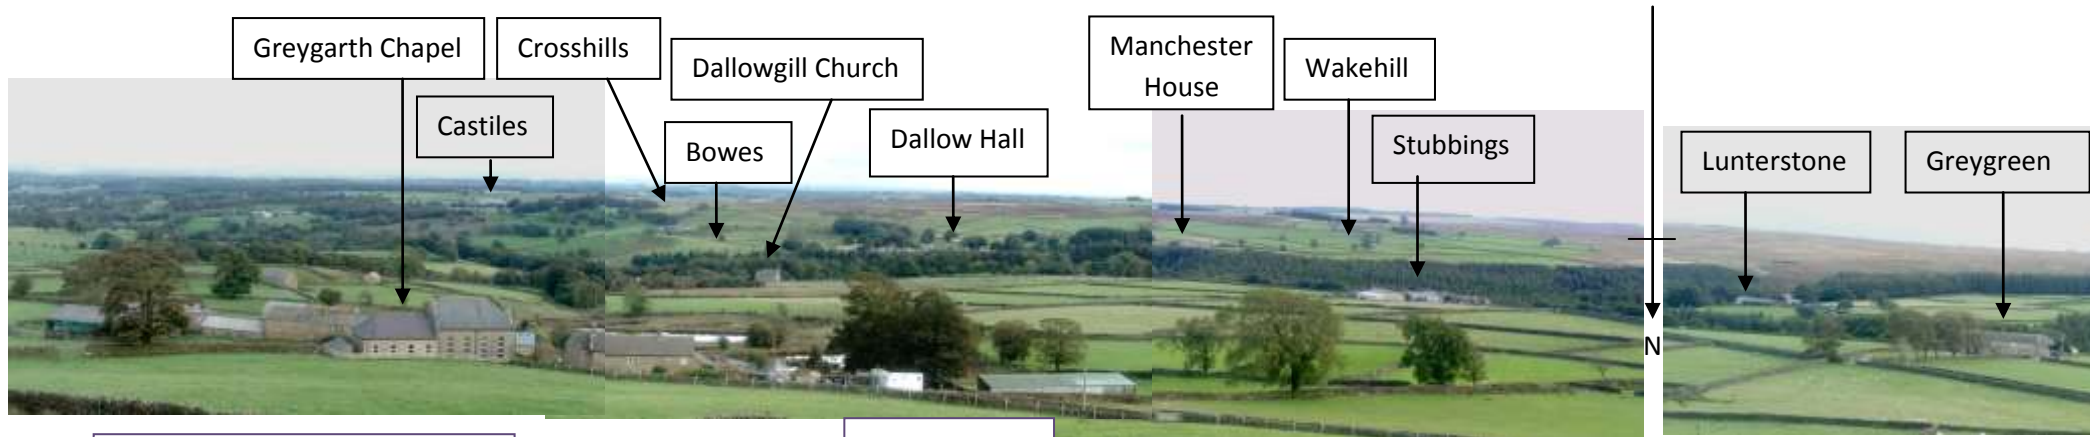 Greygarth Chapel
Crosshills
Dallowgill Church
Castiles
Bowes
Dallow Hall
Manchester
House
Wakehill
Stubbings
N
Lunterstone
Greygreen